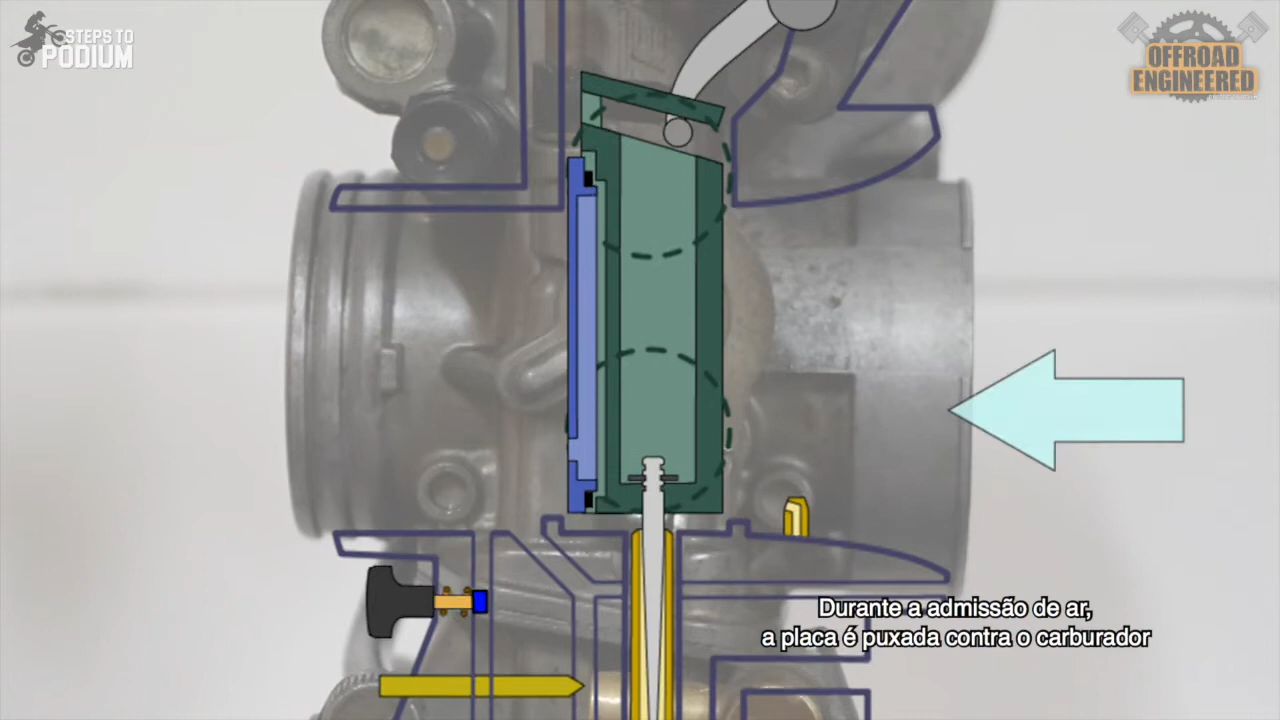 STEPS TO
PODIUM
OFFROAD
ENGINEERED
Durante a admissão de ar,
a placa é puxada contra o carburador